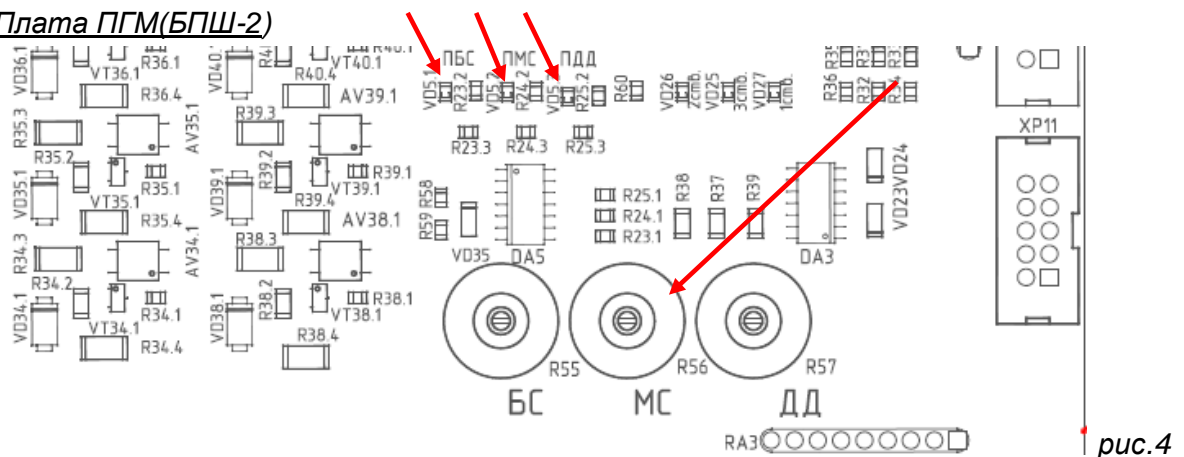 Плата ПГМ(БПШ-2)
VD36.1
VT36.1
R36.1
R36.4
VD40.1
VT40.1
R40.1
R40.4
AV39.1
VD5.1
ПБС
R23.2
ПМС
R24.2
ПДД
R25.2
R60
VD26
2cmб.
VD25
3cmб.
VD27
1cmб.
R36
R32
R34
XP11
R35.3
R35.2
AV35.1
R39.3
R39.2
R23.3
R24.3
R25.3
VD35.1
VT35.1
R35.1
R35.4
VD39.1
VT39.1
R39.1
R39.4
AV38.1
R58
R59
VD35
DA5
R25.1
R24.1
R23.1
R38
R37
R39
DA3
VD24
VD23
R34.3
R34.2
AV34.1
R38.3
R38.2
VD34.1
VT34.1
R34.1
R34.4
VD38.1
VT38.1
R38.1
R38.4
R55
R56
R57
БС
МС
ДД
RA3
рис.4